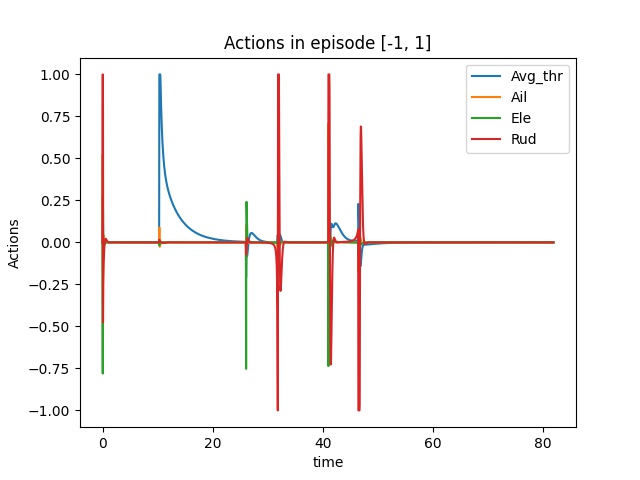 Actions in episode [-1, 1]
1.00
0.75
0.50
0.25
0.00
−0.25
−0.50
−0.75
−1.00
Actions
Avg_thr
Ail
Ele
Rud
0 20 40 60 80
time